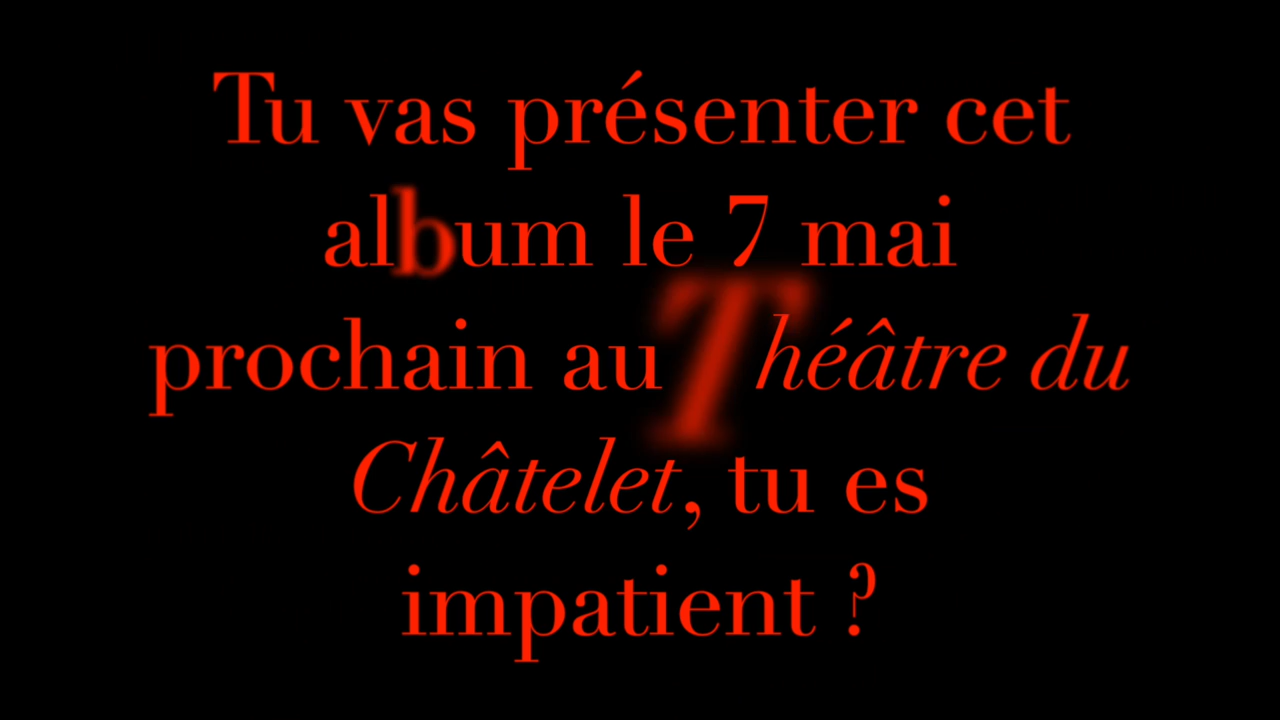 Tu vas présenter cet
album le 7 mai
prochain au Théâtre du
Châtelet, tu es
impatient ?